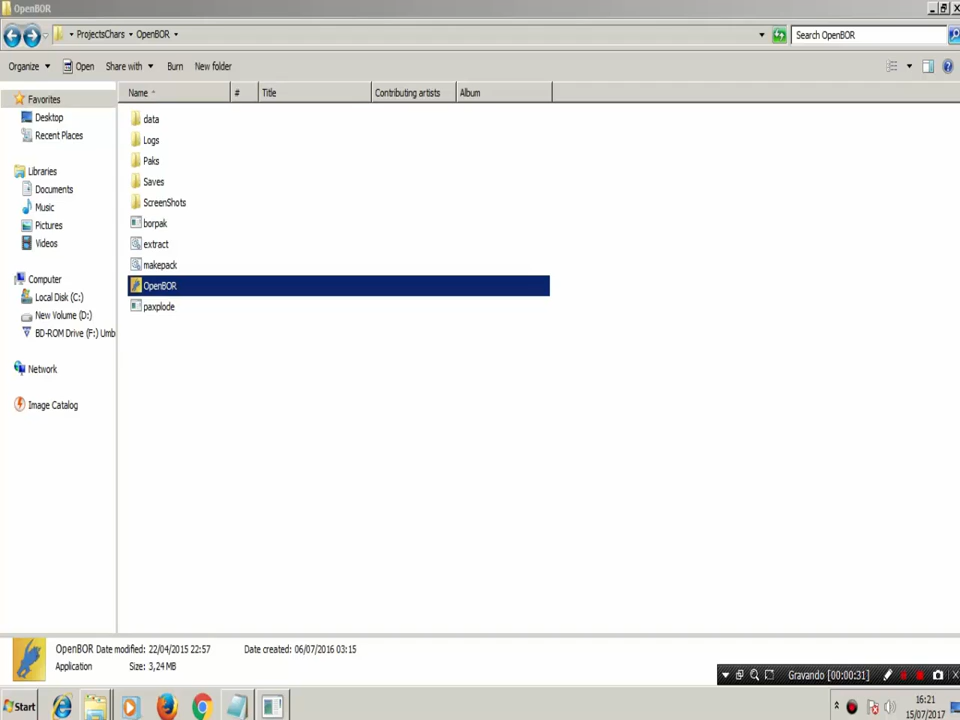 OpenBOR
ProjectsChars OpenBOR
Search OpenBOR
Organize Open Share with Burn New folder
Name # Title Contributing artists Album
Favorites
Desktop
Recent Places
Libraries
Documents
Music
Pictures
Videos
Computer
Local Disk (C:)
New Volume (D:)
BD-ROM Drive (F:) Umb
Network
Image Catalog
data
Logs
Paks
Saves
ScreenShots
borpak
extract
makepack
OpenBOR
paxplode
OpenBOR Date modified: 22/04/2015 22:57 Date created: 06/07/2016 03:15
Application Size: 3,24 MB
Gravando [00:00:31]
Start
16:21
15/07/2017